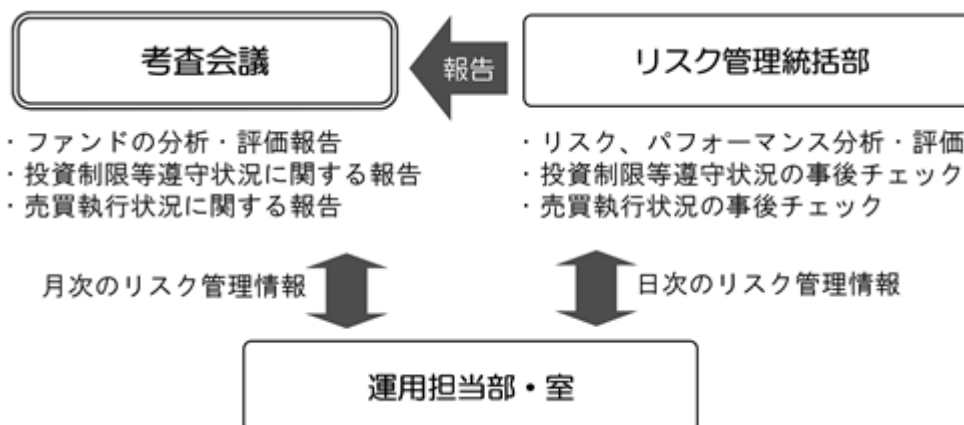 考査会議
報告
リスク管理統括部
・ファンドの分析・評価報告
・投資制限等遵守状況に関する報告
・売買執行状況に関する報告
・リスク、パフォーマンス分析・評価
・投資制限等遵守状況の事後チェック
・売買執行状況の事後チェック
月次のリスク管理情報
日次のリスク管理情報
運用担当部・室